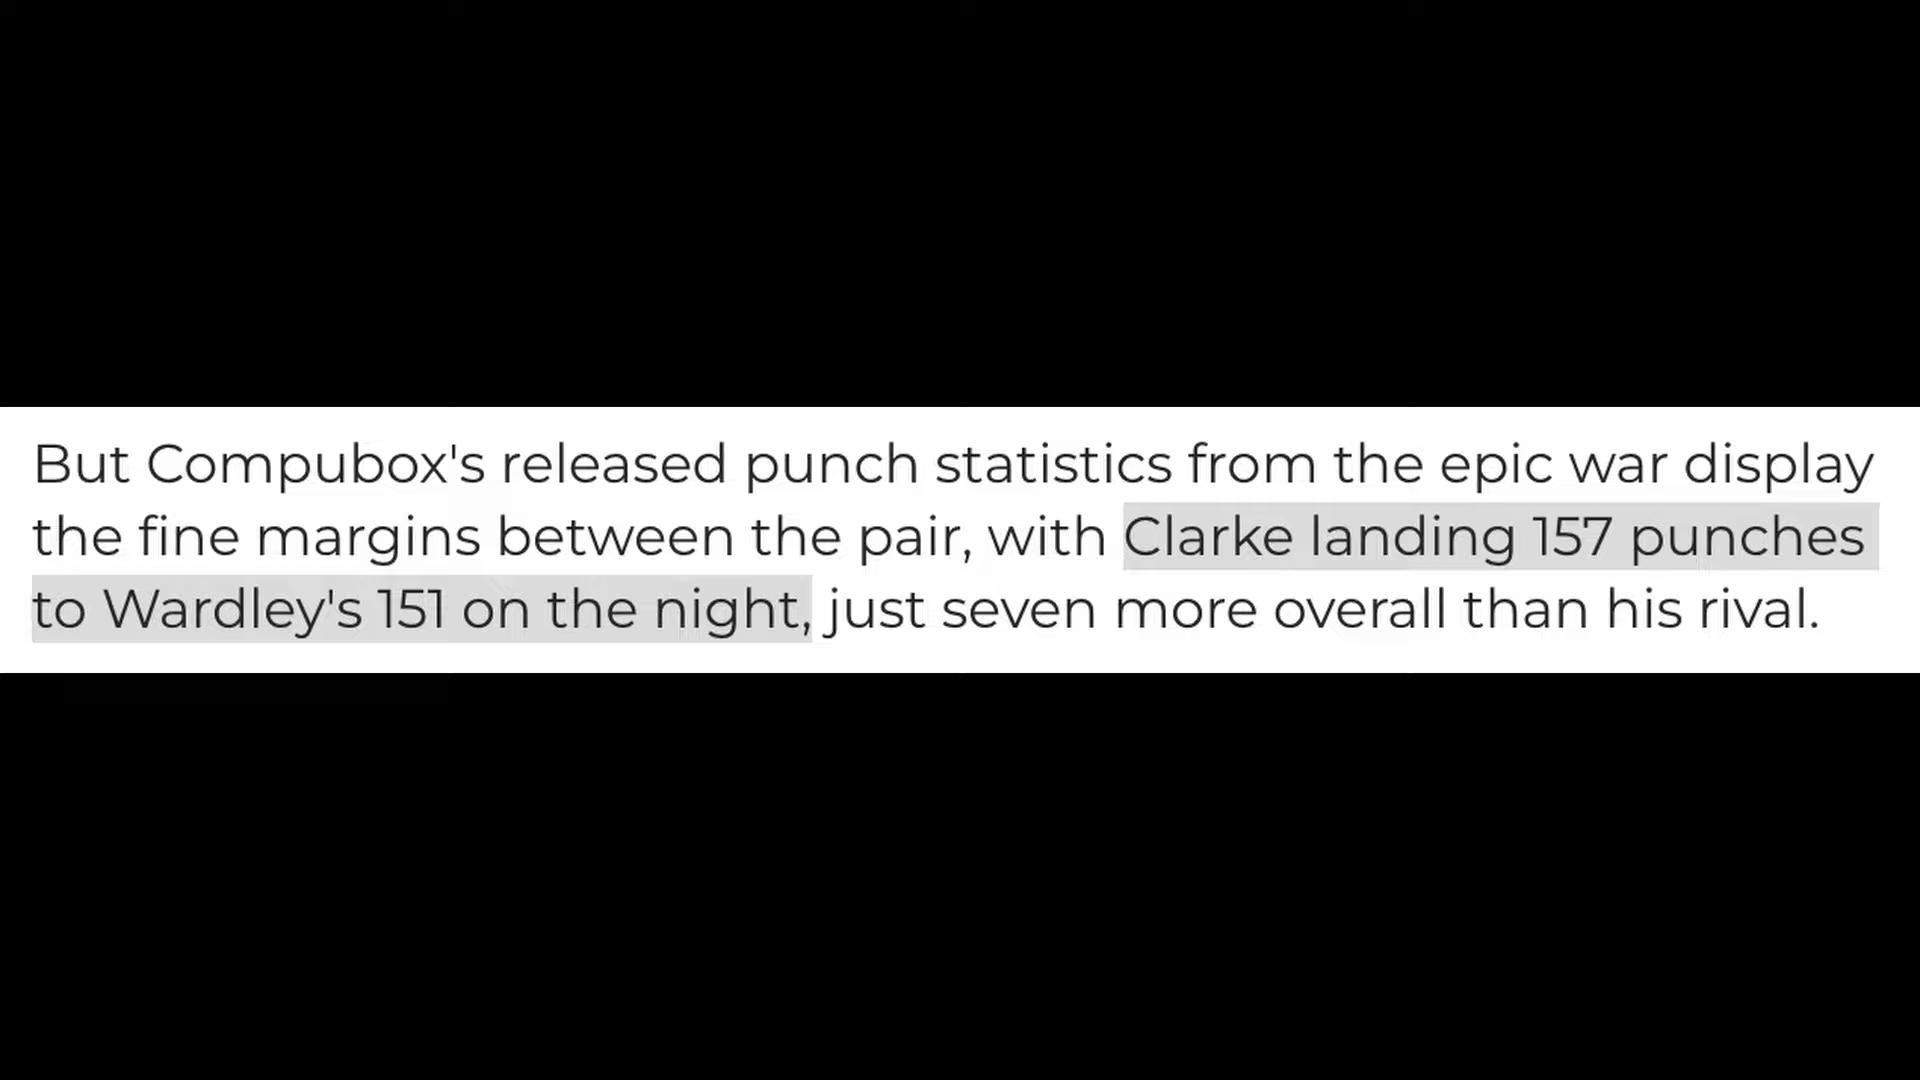 But Compubox's released punch statistics from the epic war display
the fine margins between the pair, with Clarke landing 157 punches
to Wardley's 151 on the night, just seven more overall than his rival.